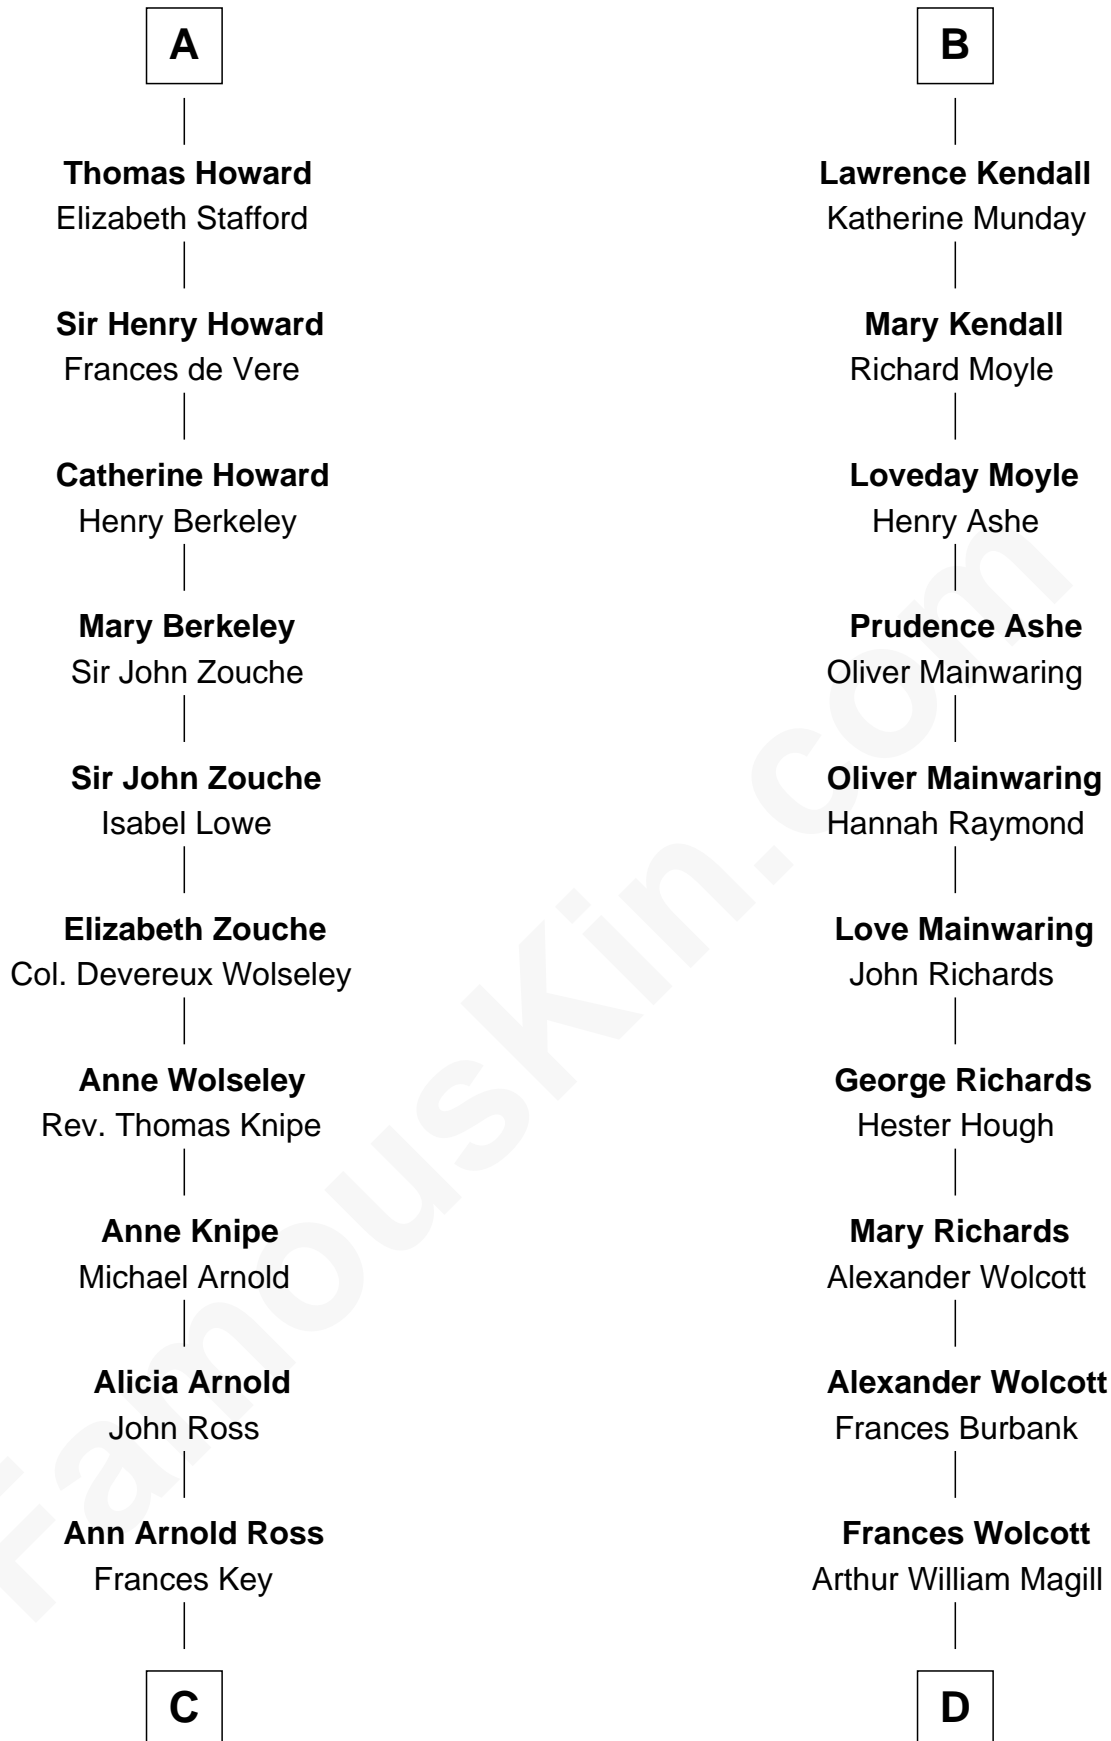 A
Thomas Howard
Elizabeth Stafford
Sir Henry Howard
Frances de Vere
Catherine Howard
Henry Berkeley
Mary Berkeley
Sir John Zouche
Sir John Zouche
Isabel Lowe
Elizabeth Zouche
Col. Devereux Wolseley
Anne Wolseley
Rev. Thomas Knipe
Anne Knipe
Michael Arnold
Alicia Arnold
John Ross
Ann Arnold Ross
Frances Key
C
B
Lawrence Kendall
Katherine Munday
Mary Kendall
Richard Moyle
Loveday Moyle
Henry Ashe
Prudence Ashe
Oliver Mainwaring
Oliver Mainwaring
Hannah Raymond
Love Mainwaring
John Richards
George Richards
Hester Hough
Mary Richards
Alexander Wolcott
Alexander Wolcott
Frances Burbank
Frances Wolcott
Arthur William Magill
D
FamousKin.com